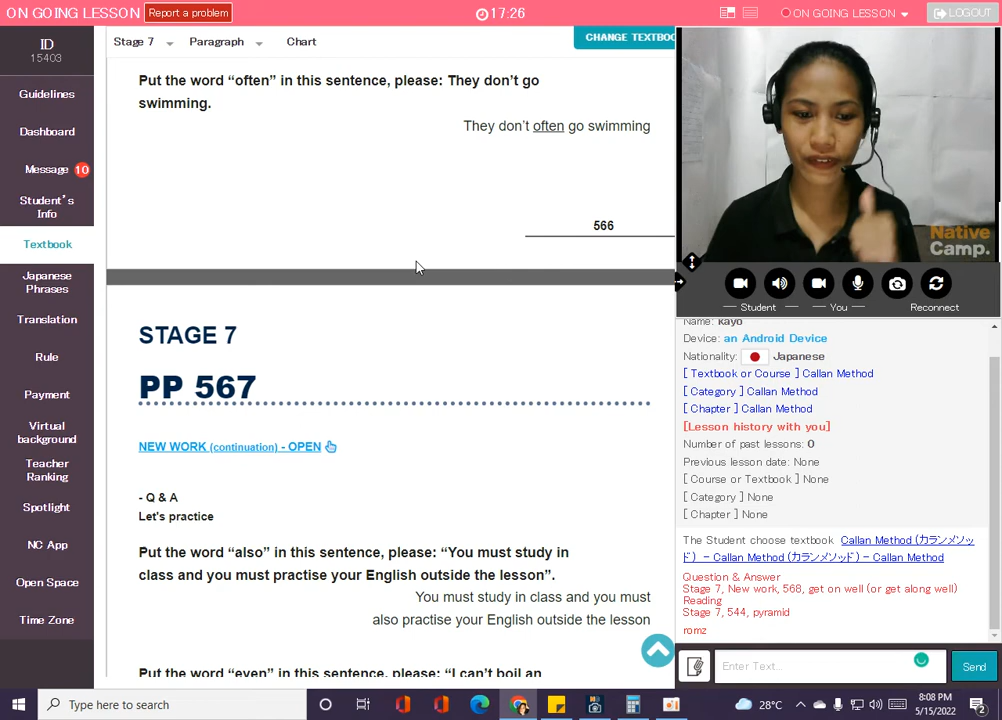 ON GOING LESSON Report a problem 17:26 ON GOING LESSON LOGOUT
ID
15403
Guidelines
Dashboard
Message 10
Student's
Info
Textbook
Japanese
Phrases
Translation
Rule
Payment
Virtual
background
Teacher
Ranking
Spotlight
NC App
Open Space
Time Zone
Stage 7 Paragraph Chart CHANGE TEXTBOO
Put the word “often” in this sentence, please: They don’t go
swimming.
They don’t often go swimming
566
STAGE 7
PP 567
NEW WORK (continuation) - OPEN
- Q & A
Let's practice
Put the word “also” in this sentence, please: “You must study in
class and you must practise your English outside the lesson”.
You must study in class and you must
also practise your English outside the lesson
Put the word “even” in this sentence, please: “I can’t boil an
Native
Camp.
Student You Reconnect
Name: kayo
Device: an Android Device
Nationality: Japanese
[ Textbook or Course ] Callan Method
[ Category ] Callan Method
[ Chapter ] Callan Method
[Lesson history with you]
Number of past lessons: 0
Previous lesson date: None
[ Course or Textbook ] None
[ Category ] None
[ Chapter ] None
The Student choose textbook Callan Method (カランメソッ
ド) - Callan Method (カランメソッド) - Callan Method
Question & Answer
Stage 7, New work, 568, get on well (or get along well)
Reading
Stage 7, 544, pyramid
romz
Enter Text... Send
Type here to search
28°C
8:08 PM
5/15/2022
2